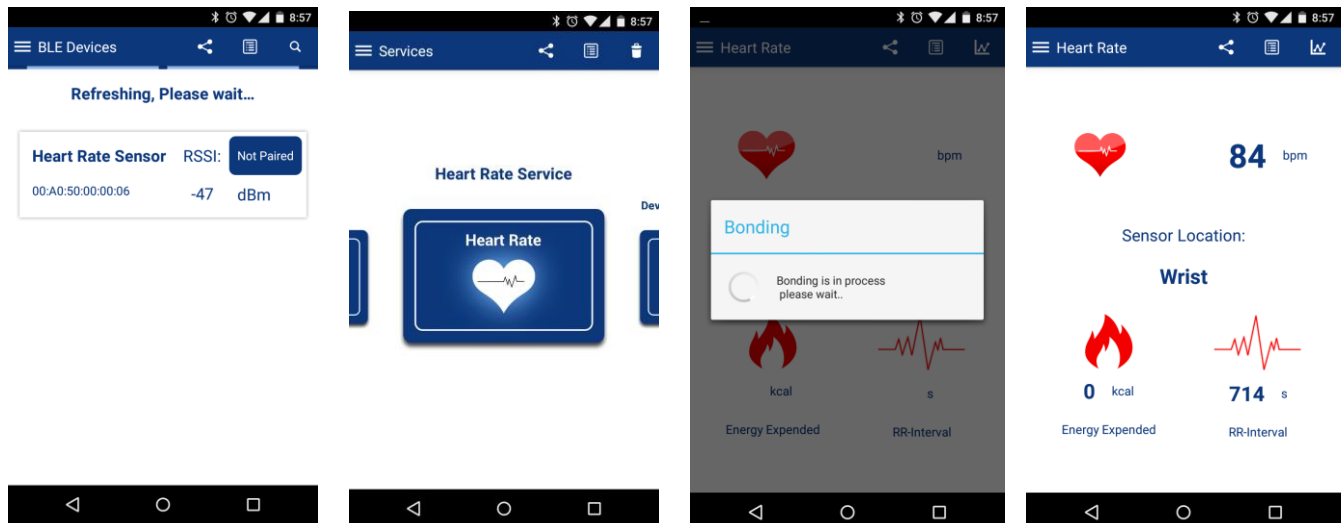 8:57
BLE Devices
Refreshing, Please wait...
Heart Rate Sensor RSSI: Not Paired
00:A0:50:00:00:06 -47 dBm
8:57
Services
Heart Rate Service
Dev
Heart Rate
8:57
Heart Rate
bpm
Bonding
Bonding is in process
please wait..
kcal s
Energy Expended RR-Interval
8:57
Heart Rate
84 bpm
Sensor Location:
Wrist
0 kcal 714 s
Energy Expended RR-Interval